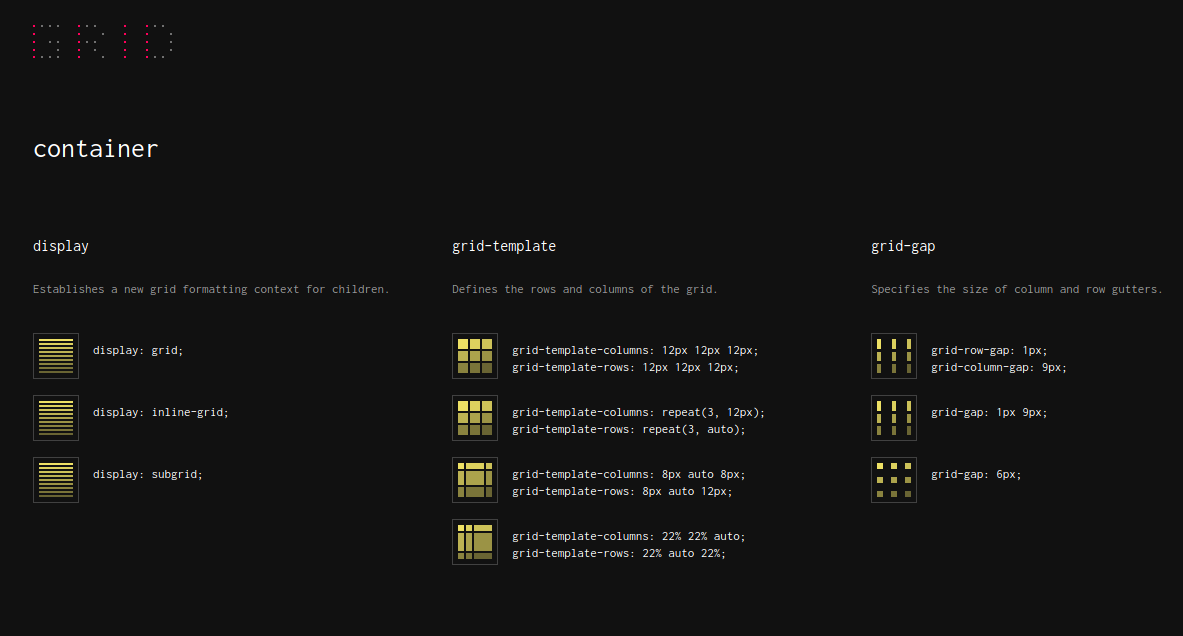 GRID
container
display
Establishes a new grid formatting context for children.
display: grid;
display: inline-grid;
display: subgrid;
grid-template
Defines the rows and columns of the grid.
grid-template-columns: 12px 12px 12px;
grid-template-rows: 12px 12px 12px;
grid-template-columns: repeat(3, 12px);
grid-template-rows: repeat(3, auto);
grid-template-columns: 8px auto 8px;
grid-template-rows: 8px auto 12px;
grid-template-columns: 22% 22% auto;
grid-template-rows: 22% auto 22%;
grid-gap
Specifies the size of column and row gutters.
grid-row-gap: 1px;
grid-column-gap: 9px;
grid-gap: 1px 9px;
grid-gap: 6px;